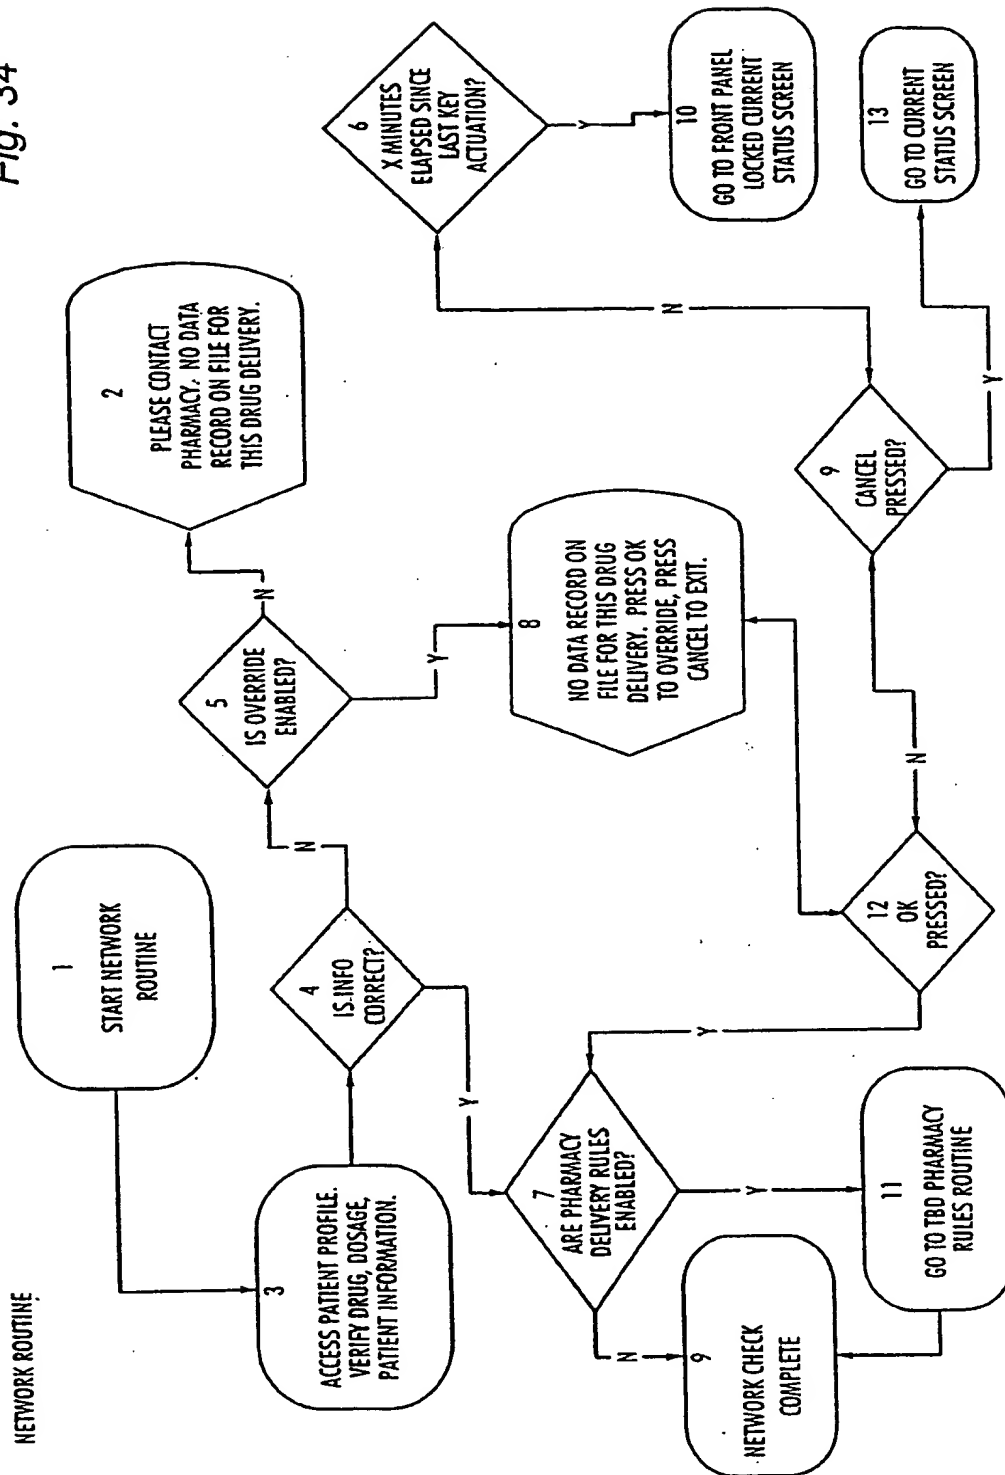 Fig. 34
NETWORK ROUTINE
1
START NETWORK
ROUTINE
2
PLEASE CONTACT
PHARMACY. NO DATA
RECORD ON FILE FOR
THIS DRUG DELIVERY.
3
ACCESS PATIENT PROFILE.
VERIFY DRUG, DOSAGE,
PATIENT INFORMATION.
4
IS INFO
CORRECT?
N
Y
5
IS OVERRIDE
ENABLED?
N
Y
6
X MINUTES
ELAPSED SINCE
LAST KEY
ACTUATION?
Y
N
7
ARE PHARMACY
DELIVERY RULES
ENABLED?
N
Y
8
NO DATA RECORD ON
FILE FOR THIS DRUG
DELIVERY. PRESS OK
TO OVERRIDE, PRESS
CANCEL TO EXIT.
9
CANCEL
PRESSED?
Y
N
10
GO TO FRONT PANEL
LOCKED CURRENT
STATUS SCREEN
9
NETWORK CHECK
COMPLETE
11
GO TO TBD PHARMACY
RULES ROUTINE
12
OK
PRESSED?
Y
13
GO TO CURRENT
STATUS SCREEN